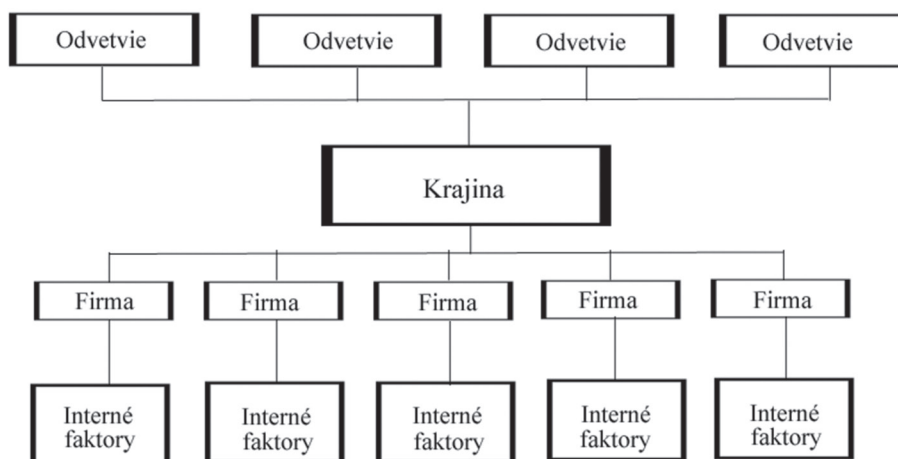 Odvetvie
Odvetvie
Odvetvie
Odvetvie
Krajina
Firma
Firma
Firma
Firma
Firma
Interné
faktory
Interné
faktory
Interné
faktory
Interné
faktory
Interné
faktory